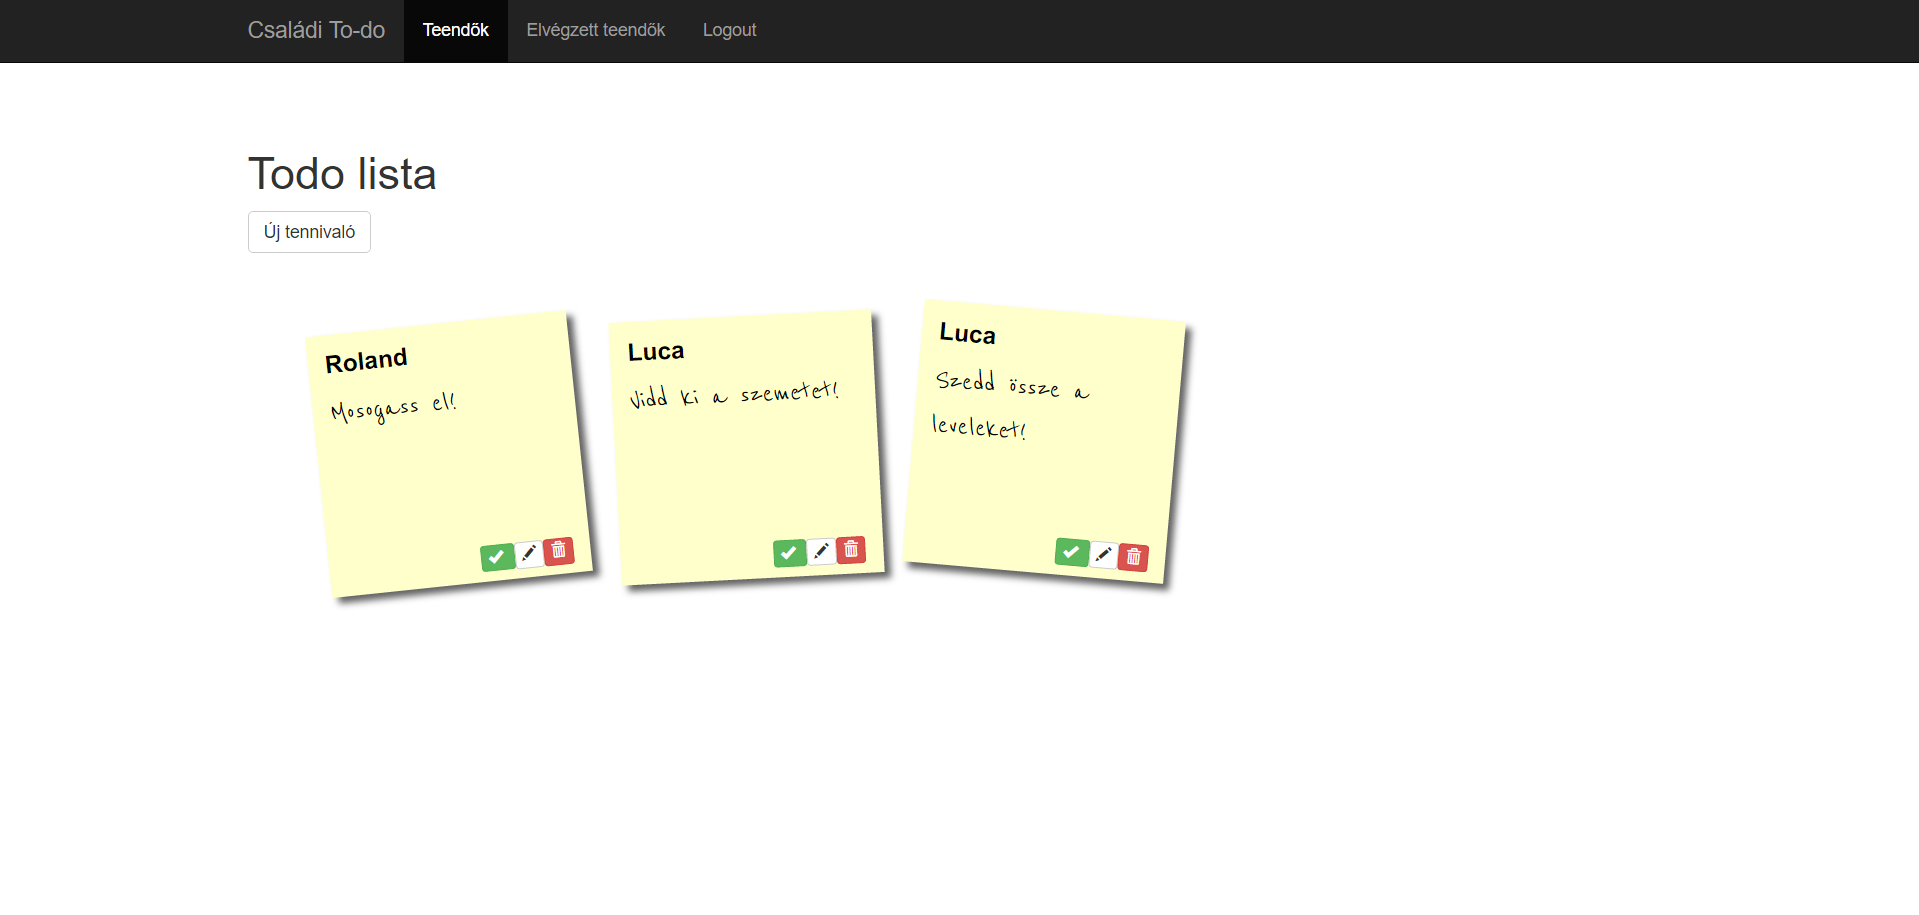 Családi To-do
Teendők
Elvégzett teendők
Logout
Todo lista
Új tennivaló
Roland
Mosogass el!
Luca
Vidd ki a szemetet!
Luca
Szedd össze a
leveleket!